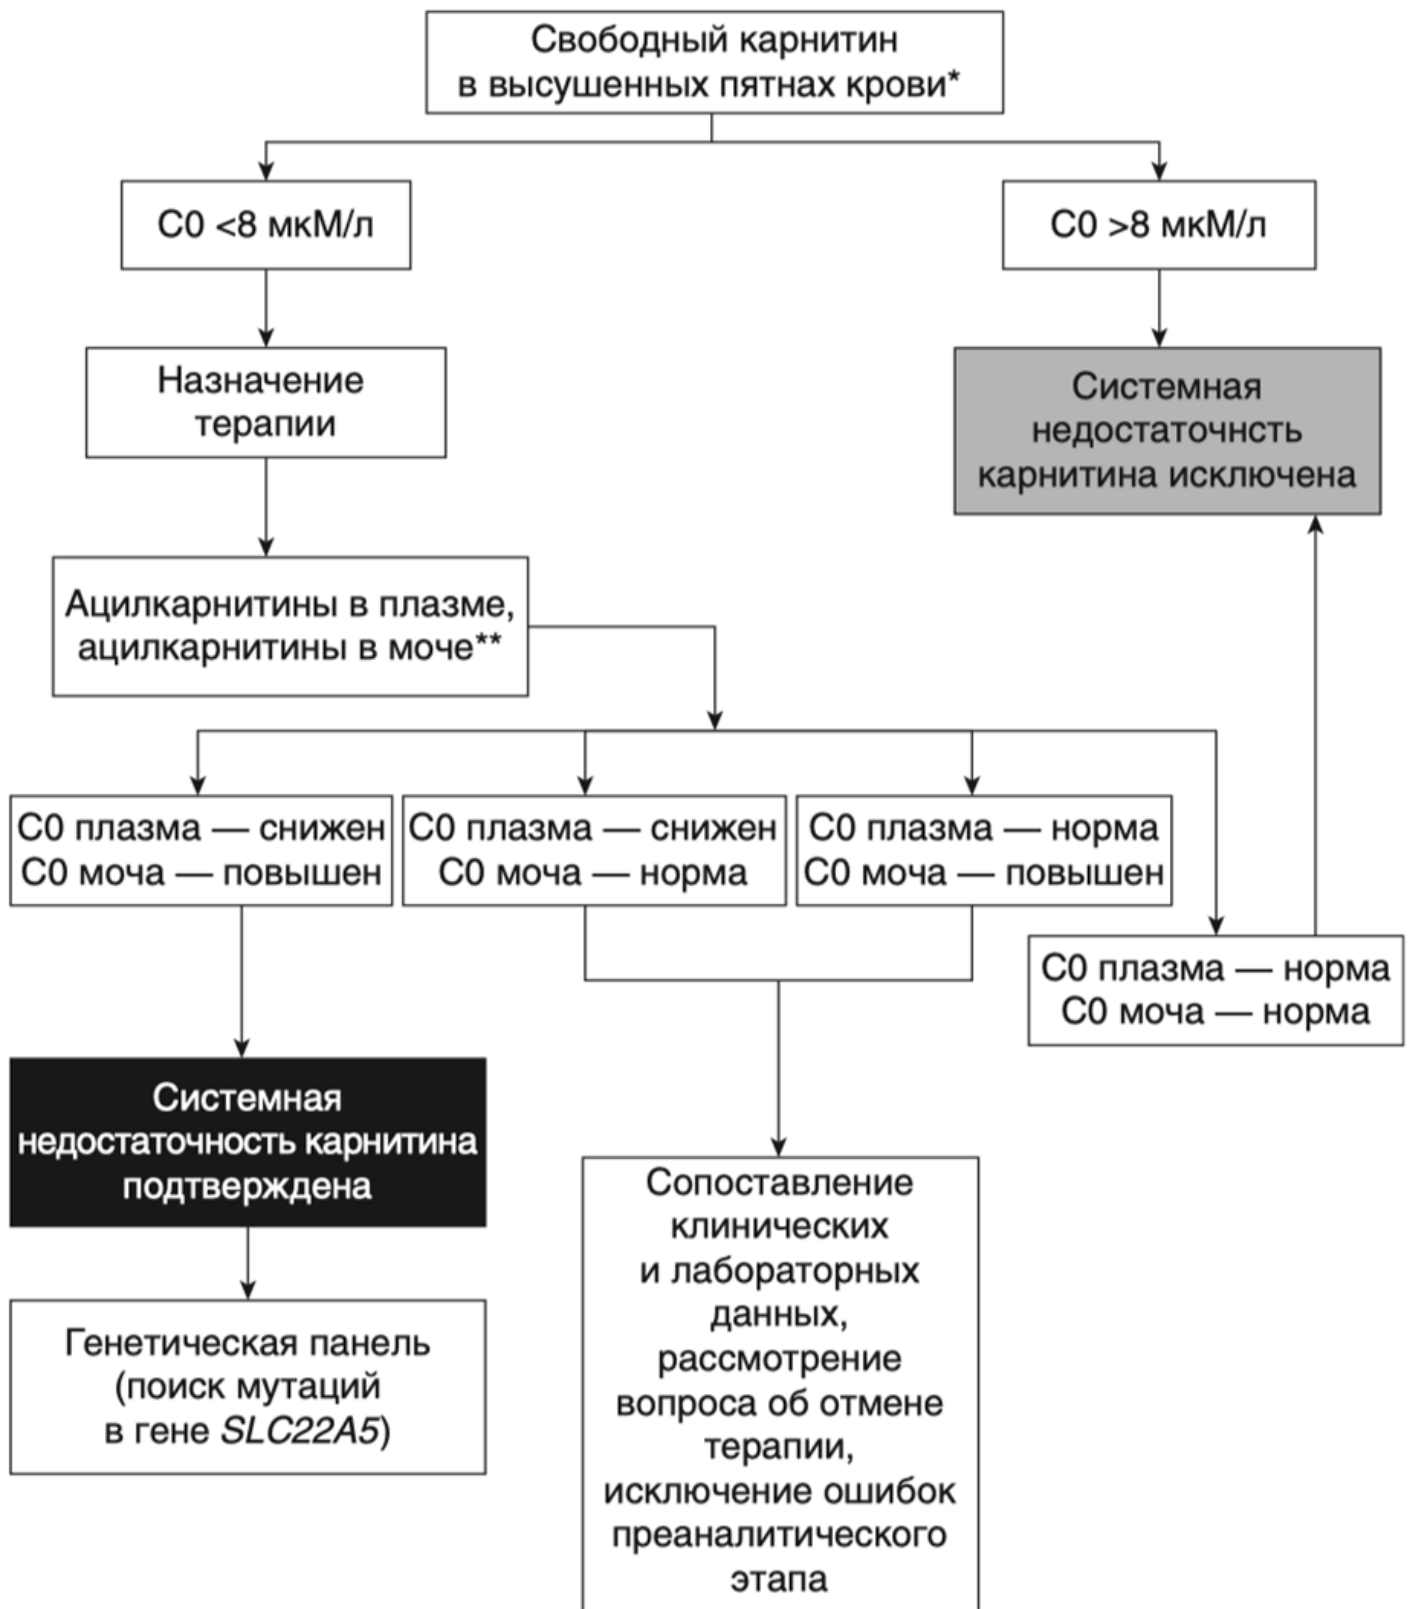 Свободный карнитин
в высушенных пятнах крови*
С0 <8 мкМ/л
С0 >8 мкМ/л
Назначение
терапии
Системная
недостаточнсть
карнитина исключена
Ацилкарнитины в плазме,
ацилкарнитины в моче**
С0 плазма — снижен
С0 моча — повышен
С0 плазма — снижен
С0 моча — норма
С0 плазма — норма
С0 моча — повышен
С0 плазма — норма
С0 моча — норма
Системная
недостаточность карнитина
подтверждена
Генетическая панель
(поиск мутаций
в гене SLC22A5)
Сопоставление
клинических
и лабораторных
данных,
рассмотрение
вопроса об отмене
терапии,
исключение ошибок
преаналитического
этапа